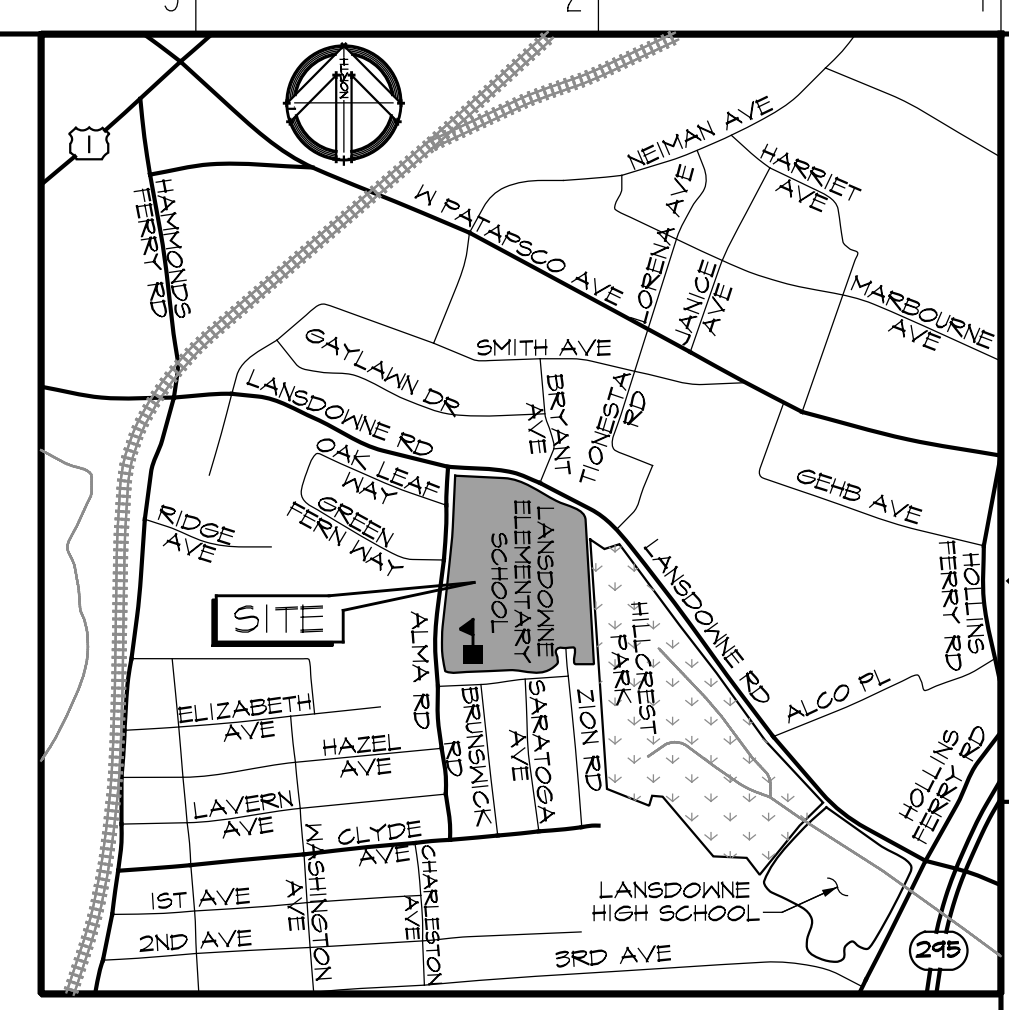 NORTH
1
NEIMAN AVE
HARRIET
AVE
HAMMONDS
FERRY RD
W PATAPSCO AVE
LORENA AVE
JANICE
AVE
MARBOURNE
AVE
GAYLAWN DR
SMITH AVE
LANSDOWNE RD
BRYANT
AVE
TIONESTA
RD
OAK LEAF
WAY
GREEN
FERN WAY
GEHB AVE
RIDGE
AVE
LANSDOWNE
ELEMENTARY
SCHOOL
LANSDOWNE RD
HOLLINS
FERRY RD
SITE
ALMA RD
HILLCREST
PARK
ALCO PL
ELIZABETH
AVE
HAZEL
AVE
BRUNSWICK
RD
SARATOGA
AVE
ZION RD
HOLLINS
FERRY RD
LAVERN
AVE
CLYDE
AVE
WASHINGTON
AVE
CHARLESTON
AVE
1ST AVE
2ND AVE
3RD AVE
LANSDOWNE
HIGH SCHOOL
295